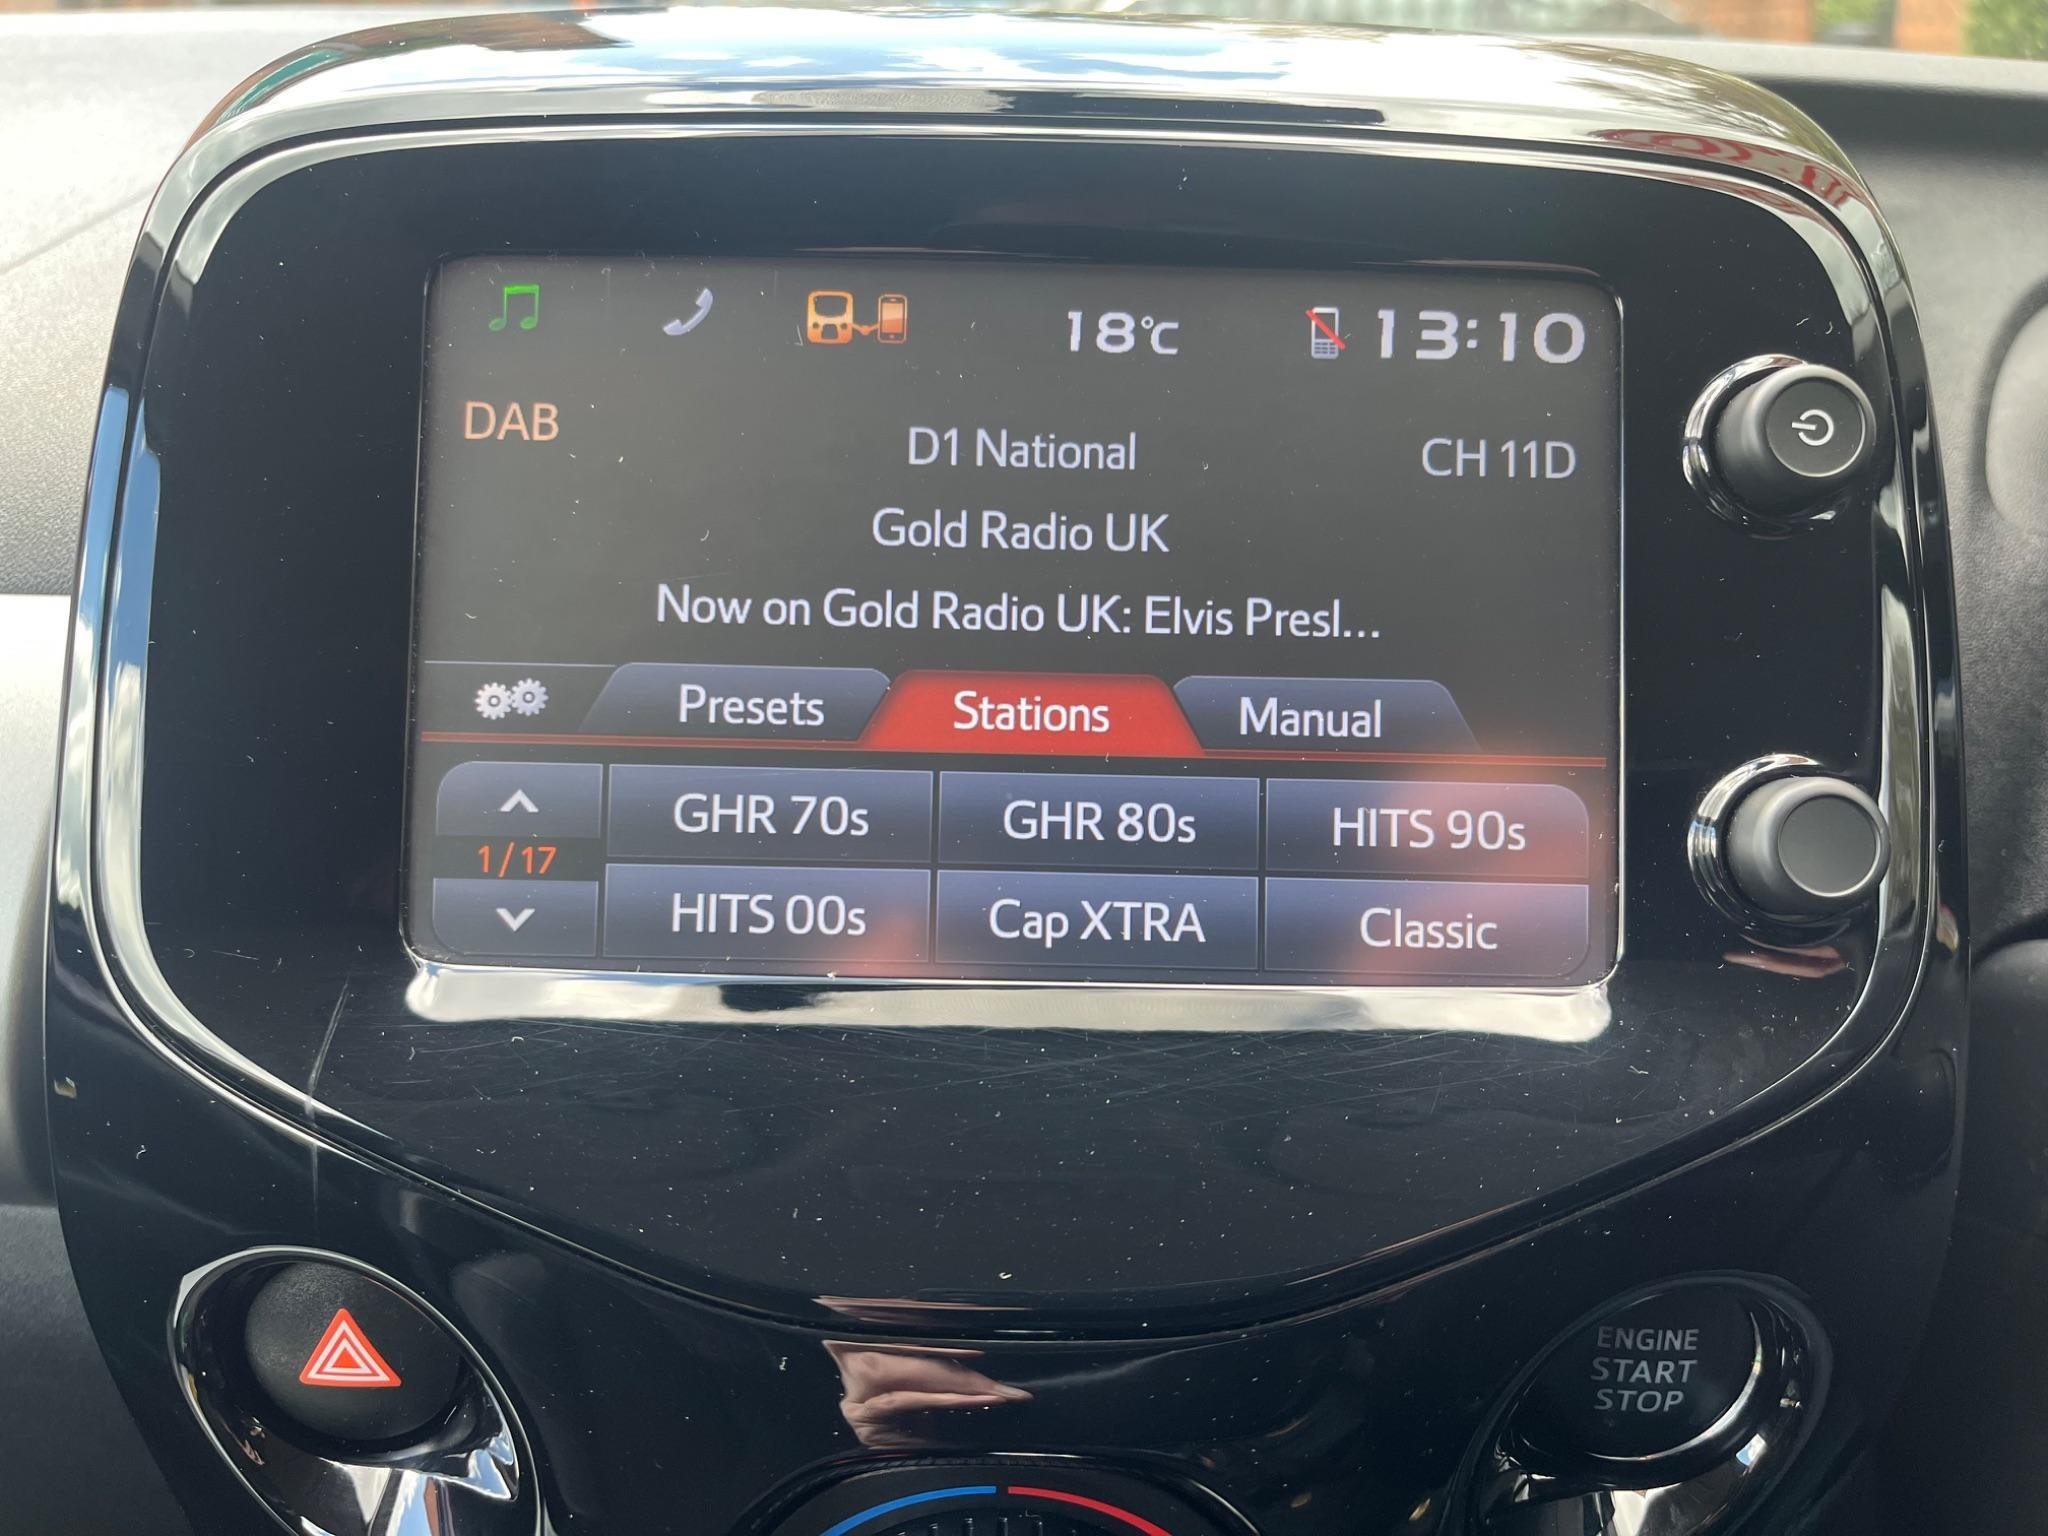 18°C
13:10
DAB
D1 National
CH 11D
Gold Radio UK
Now on Gold Radio UK: Elvis Presl...
Presets
Stations
Manual
1/17
GHR 70s
GHR 80s
HITS 90s
HITS 00s
Cap XTRA
Classic
ENGINE
START
STOP